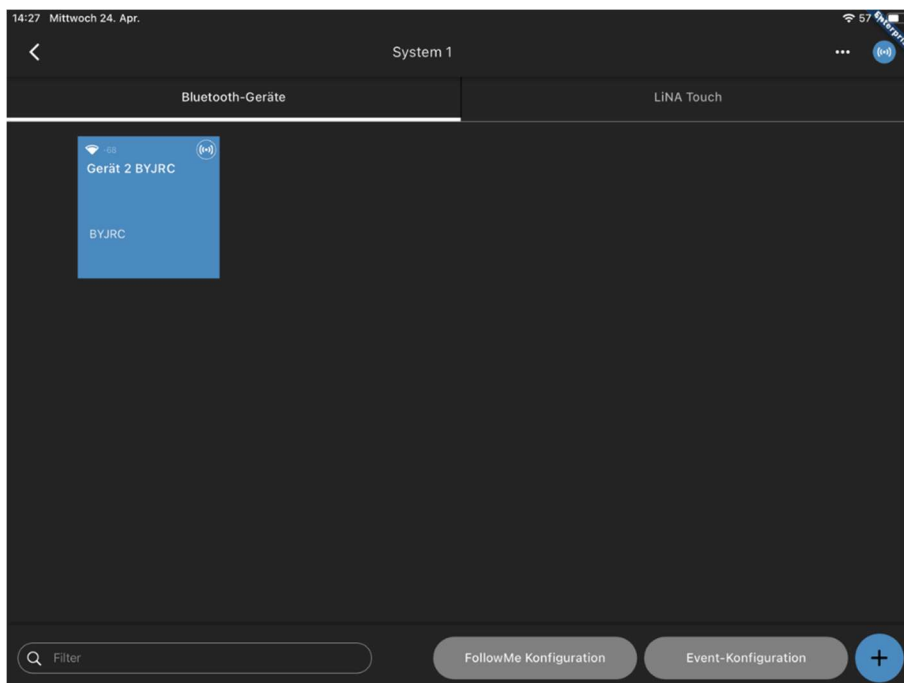 14:27 Mittwoch 24. Apr. 57
System 1
Bluetooth-Geräte
LiNA Touch
-68
Gerät 2 BYJRC
BYJRC
Filter
FollowMe Konfiguration
Event-Konfiguration